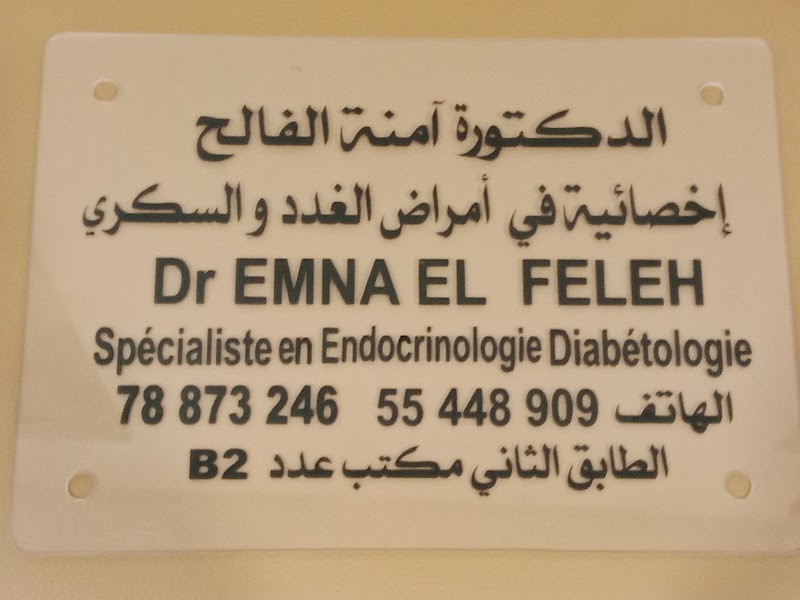 الدكتورة آمنة الفالح
إخصائية في أمراض الغدد و السكري
Dr EMNA EL FELEH
Spécialiste en Endocrinologie Diabétologie
الهاتف 55 448 909 78 873 246
الطابق الثاني مكتب عدد B2